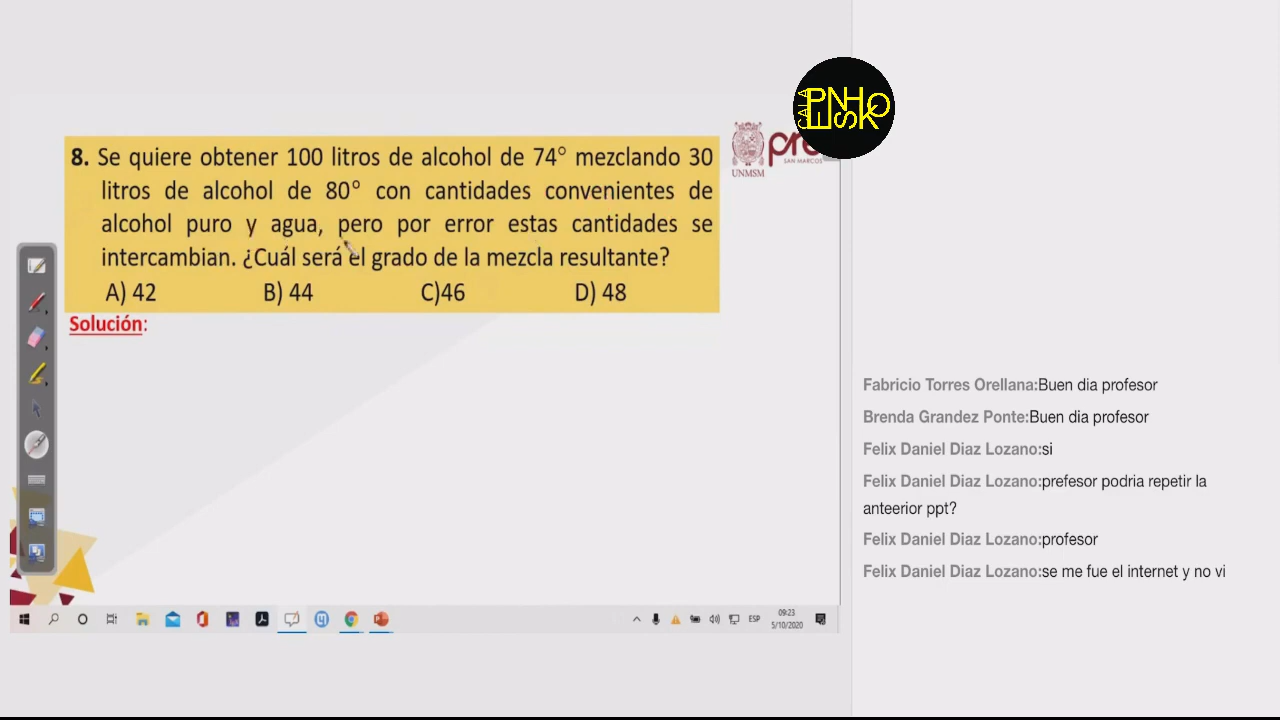 CALA
PENHOSKO
8. Se quiere obtener 100 litros de alcohol de 74° mezclando 30
litros de alcohol de 80° con cantidades convenientes de
alcohol puro y agua, pero por error estas cantidades se
intercambian. ¿Cuál será el grado de la mezcla resultante?
A) 42 B) 44 C)46 D) 48
Solución:
pre
SAN MARCOS
UNMSM
Fabricio Torres Orellana:Buen dia profesor
Brenda Grandez Ponte:Buen dia profesor
Felix Daniel Diaz Lozano:si
Felix Daniel Diaz Lozano:prefesor podria repetir la
anteerior ppt?
Felix Daniel Diaz Lozano:profesor
Felix Daniel Diaz Lozano:se me fue el internet y no vi
ESP
09:23
5/10/2020